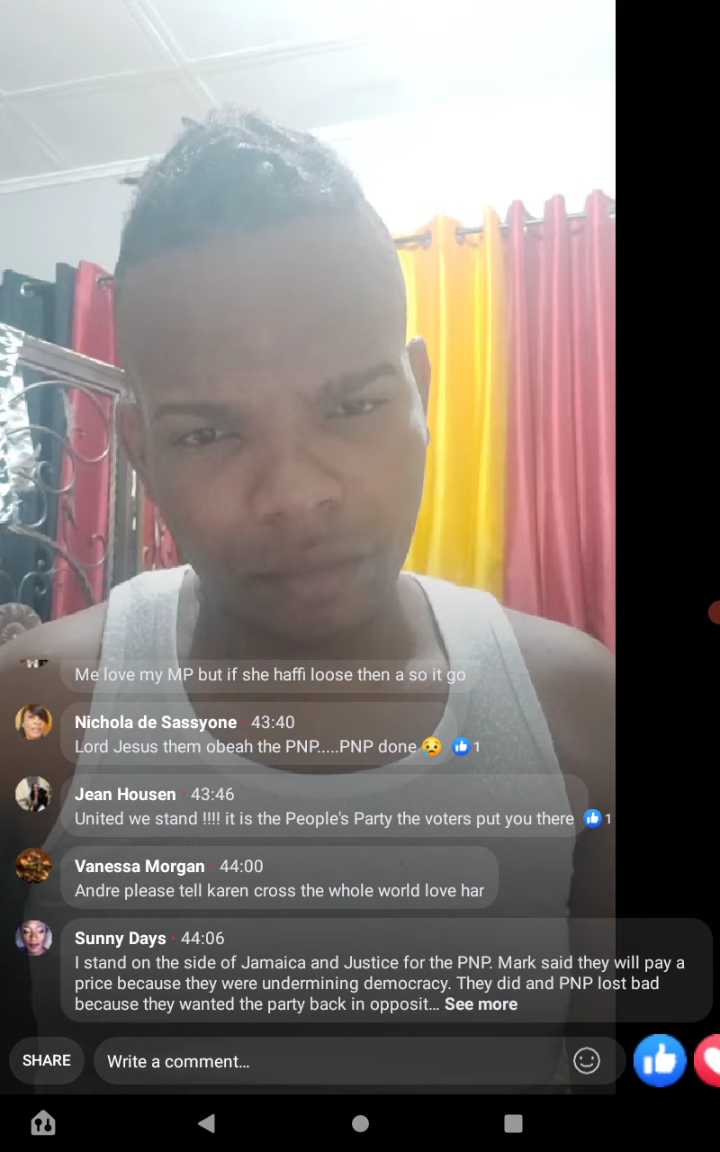 Me love my MP but if she haffi loose then a so it go
Nichola de Sassyone · 43:40
Lord Jesus them obeah the PNP.....PNP done 😥 1
Jean Housen · 43:46
United we stand !!!! it is the People's Party the voters put you there 1
Vanessa Morgan · 44:00
Andre please tell karen cross the whole world love har
Sunny Days · 44:06
I stand on the side of Jamaica and Justice for the PNP. Mark said they will pay a
price because they were undermining democracy. They did and PNP lost bad
because they wanted the party back in opposit... See more
SHARE
Write a comment...